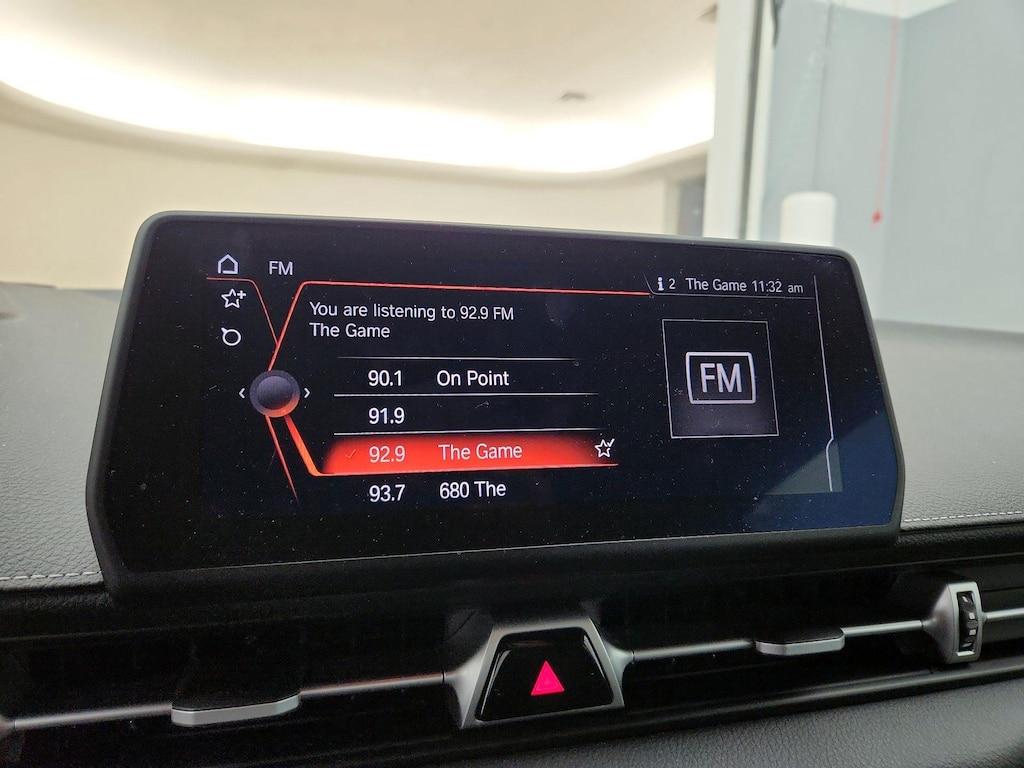 FM
i 2 The Game 11:32 am
You are listening to 92.9 FM
The Game
90.1 On Point
91.9
92.9 The Game
93.7 680 The
FM